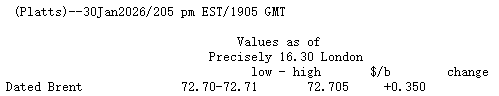 (Platts)--30Jan2026/205 pm EST/1905 GMT
Values as of
Precisely 16.30 London
low - high $/b change
Dated Brent 72.70-72.71 72.705 +0.350